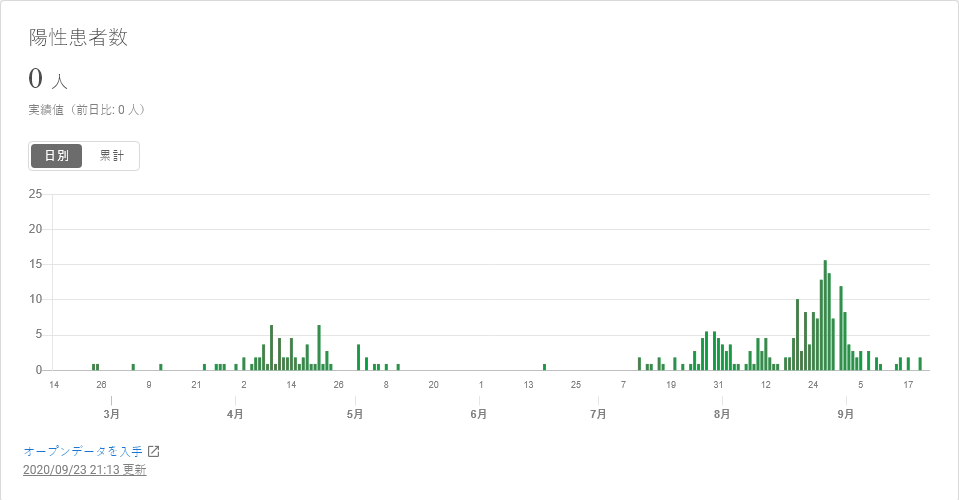 陽性患者数
0 人
実績値（前日比: 0 人）
日別 累計
25
20
15
10
5
0
14 26 9 21 2 14 26 8 20 1 13 25 7 19 31 12 24 5 17
3月 4月 5月 6月 7月 8月 9月
オープンデータを入手
2020/09/23 21:13 更新